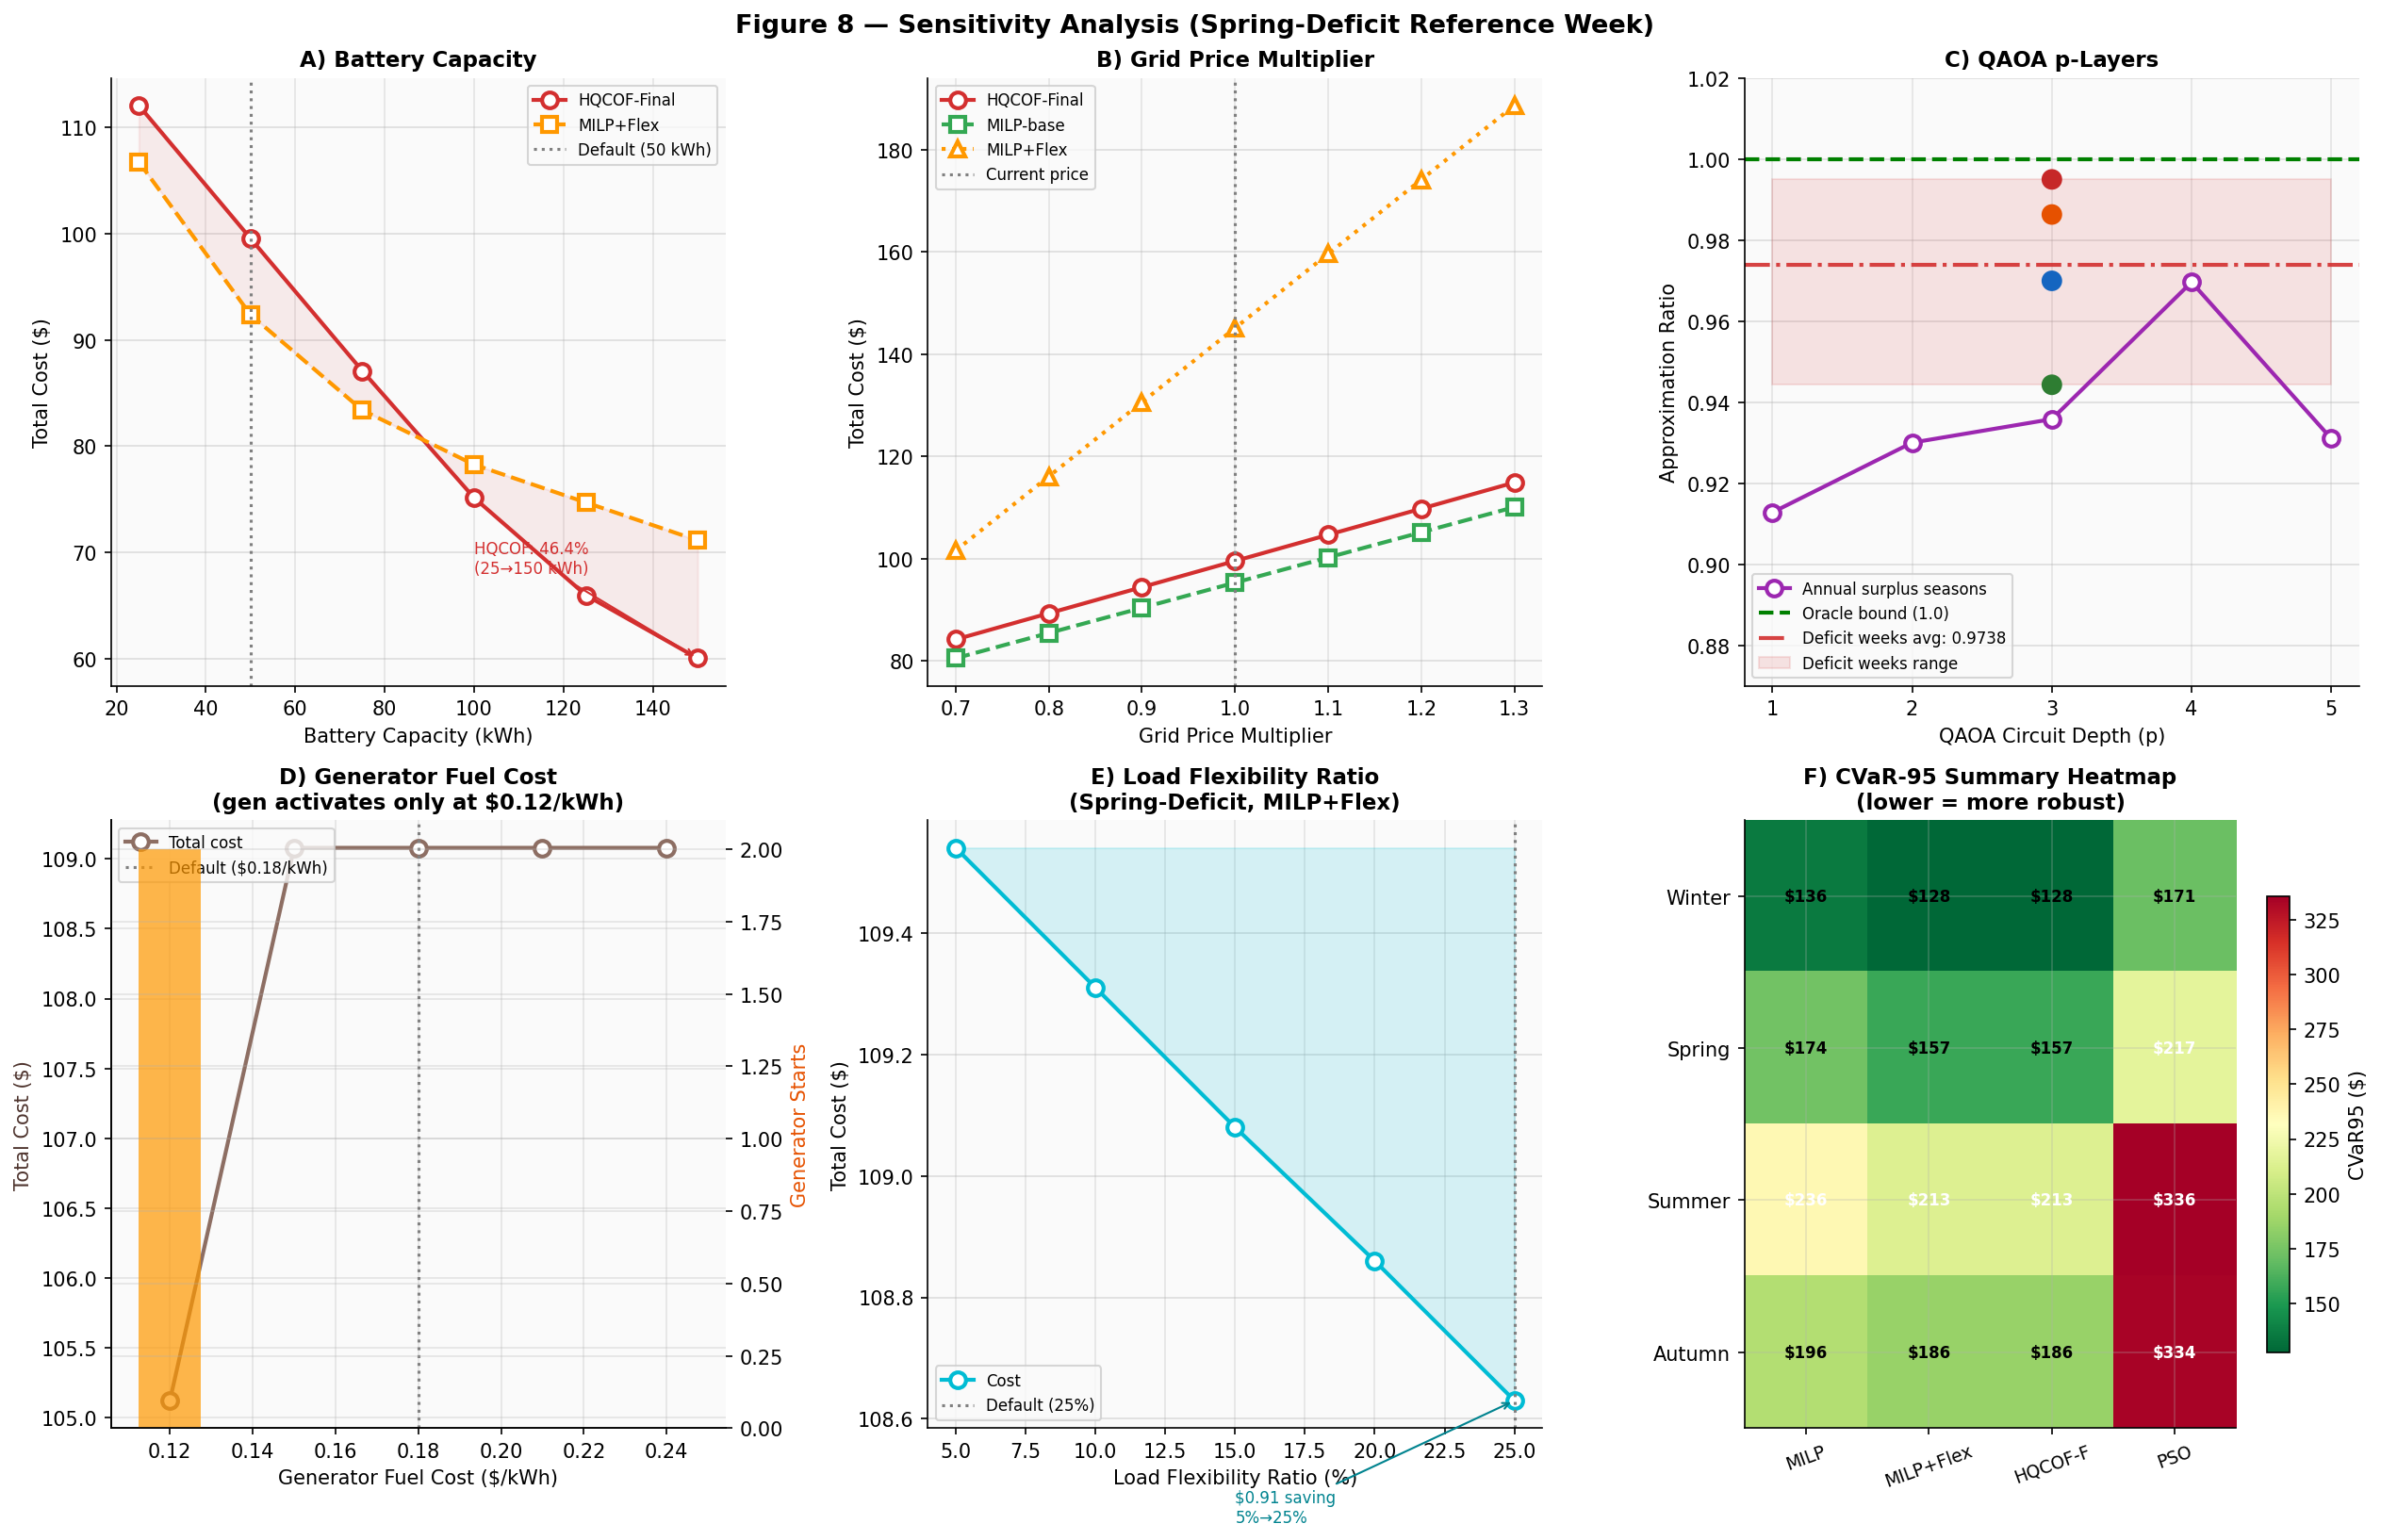 Figure 8 — Sensitivity Analysis (Spring-Deficit Reference Week)
A) Battery Capacity
110
100
90
80
70
60
Total Cost ($)
HQCOF-Final
MILP+Flex
Default (50 kWh)
HQCOF: 46.4%
(25→150 kWh)
20
40
60
80
100
120
140
Battery Capacity (kWh)
B) Grid Price Multiplier
180
160
140
120
100
80
Total Cost ($)
HQCOF-Final
MILP-base
MILP+Flex
Current price
0.7
0.8
0.9
1.0
1.1
1.2
1.3
Grid Price Multiplier
C) QAOA p-Layers
1.02
1.00
0.98
0.96
0.94
0.92
0.90
0.88
Approximation Ratio
Annual surplus seasons
Oracle bound (1.0)
Deficit weeks avg: 0.9738
Deficit weeks range
1
2
3
4
5
QAOA Circuit Depth (p)
D) Generator Fuel Cost
(gen activates only at $0.12/kWh)
109.0
108.5
108.0
107.5
107.0
106.5
106.0
105.5
105.0
Total Cost ($)
Total cost
Default ($0.18/kWh)
2.00
1.75
1.50
1.25
1.00
0.75
0.50
0.25
0.00
Generator Starts
0.12
0.14
0.16
0.18
0.20
0.22
0.24
Generator Fuel Cost ($/kWh)
E) Load Flexibility Ratio
(Spring-Deficit, MILP+Flex)
109.4
109.2
109.0
108.8
108.6
Total Cost ($)
Cost
Default (25%)
5.0
7.5
10.0
12.5
15.0
17.5
20.0
22.5
25.0
Load Flexibility Ratio (%)
$0.91 saving
5%→25%
F) CVaR-95 Summary Heatmap
(lower = more robust)
Winter
$136
$128
$128
$171
Spring
$174
$157
$157
$217
Summer
$236
$213
$213
$336
Autumn
$196
$186
$186
$334
MILP
MILP+Flex
HQCOF-F
PSO
325
300
275
250
225
200
175
150
CVaR95 ($)